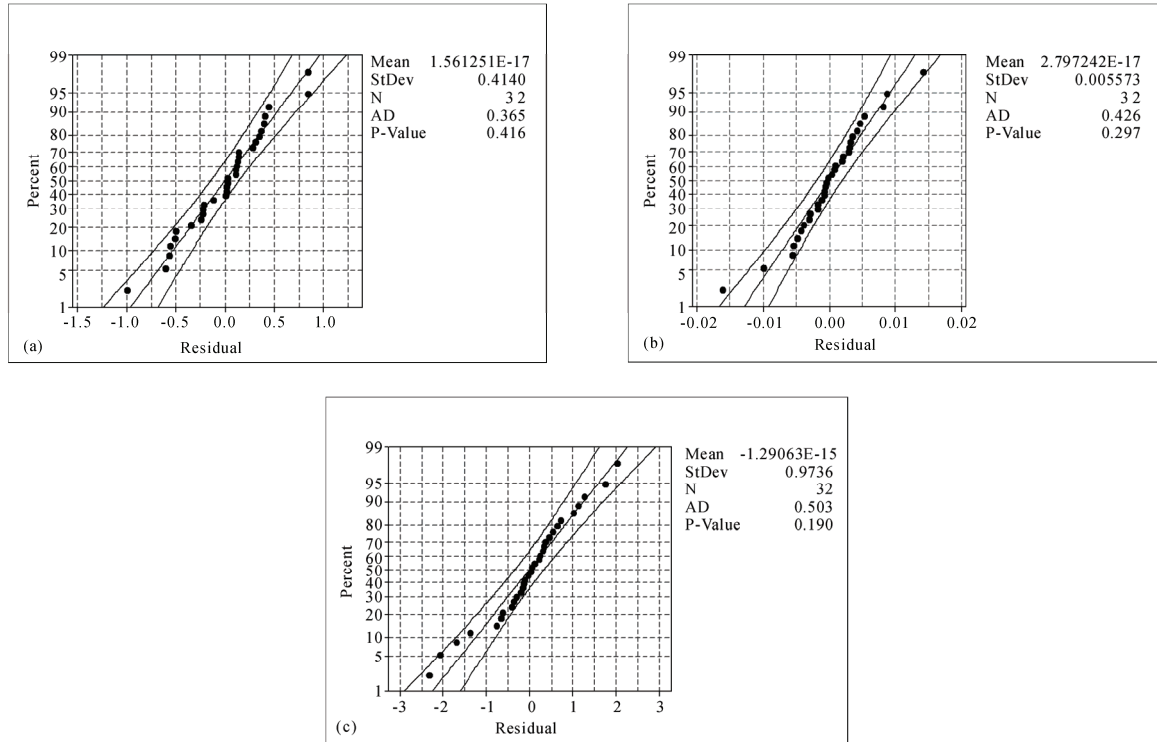 99
95
90
80
70
60
50
40
30
20
10
5
1
Percent
-1.5 -1.0 -0.5 0.0 0.5 1.0
Residual
(a)
Mean 1.561251E-17
StDev 0.4140
N 32
AD 0.365
P-Value 0.416
99
95
90
80
70
60
50
40
30
20
10
5
1
Percent
-0.02 -0.01 0.00 0.01 0.02
Residual
(b)
Mean 2.797242E-17
StDev 0.005573
N 32
AD 0.426
P-Value 0.297
99
95
90
80
70
60
50
40
30
20
10
5
1
Percent
-3 -2 -1 0 1 2 3
Residual
(c)
Mean -1.29063E-15
StDev 0.9736
N 32
AD 0.503
P-Value 0.190